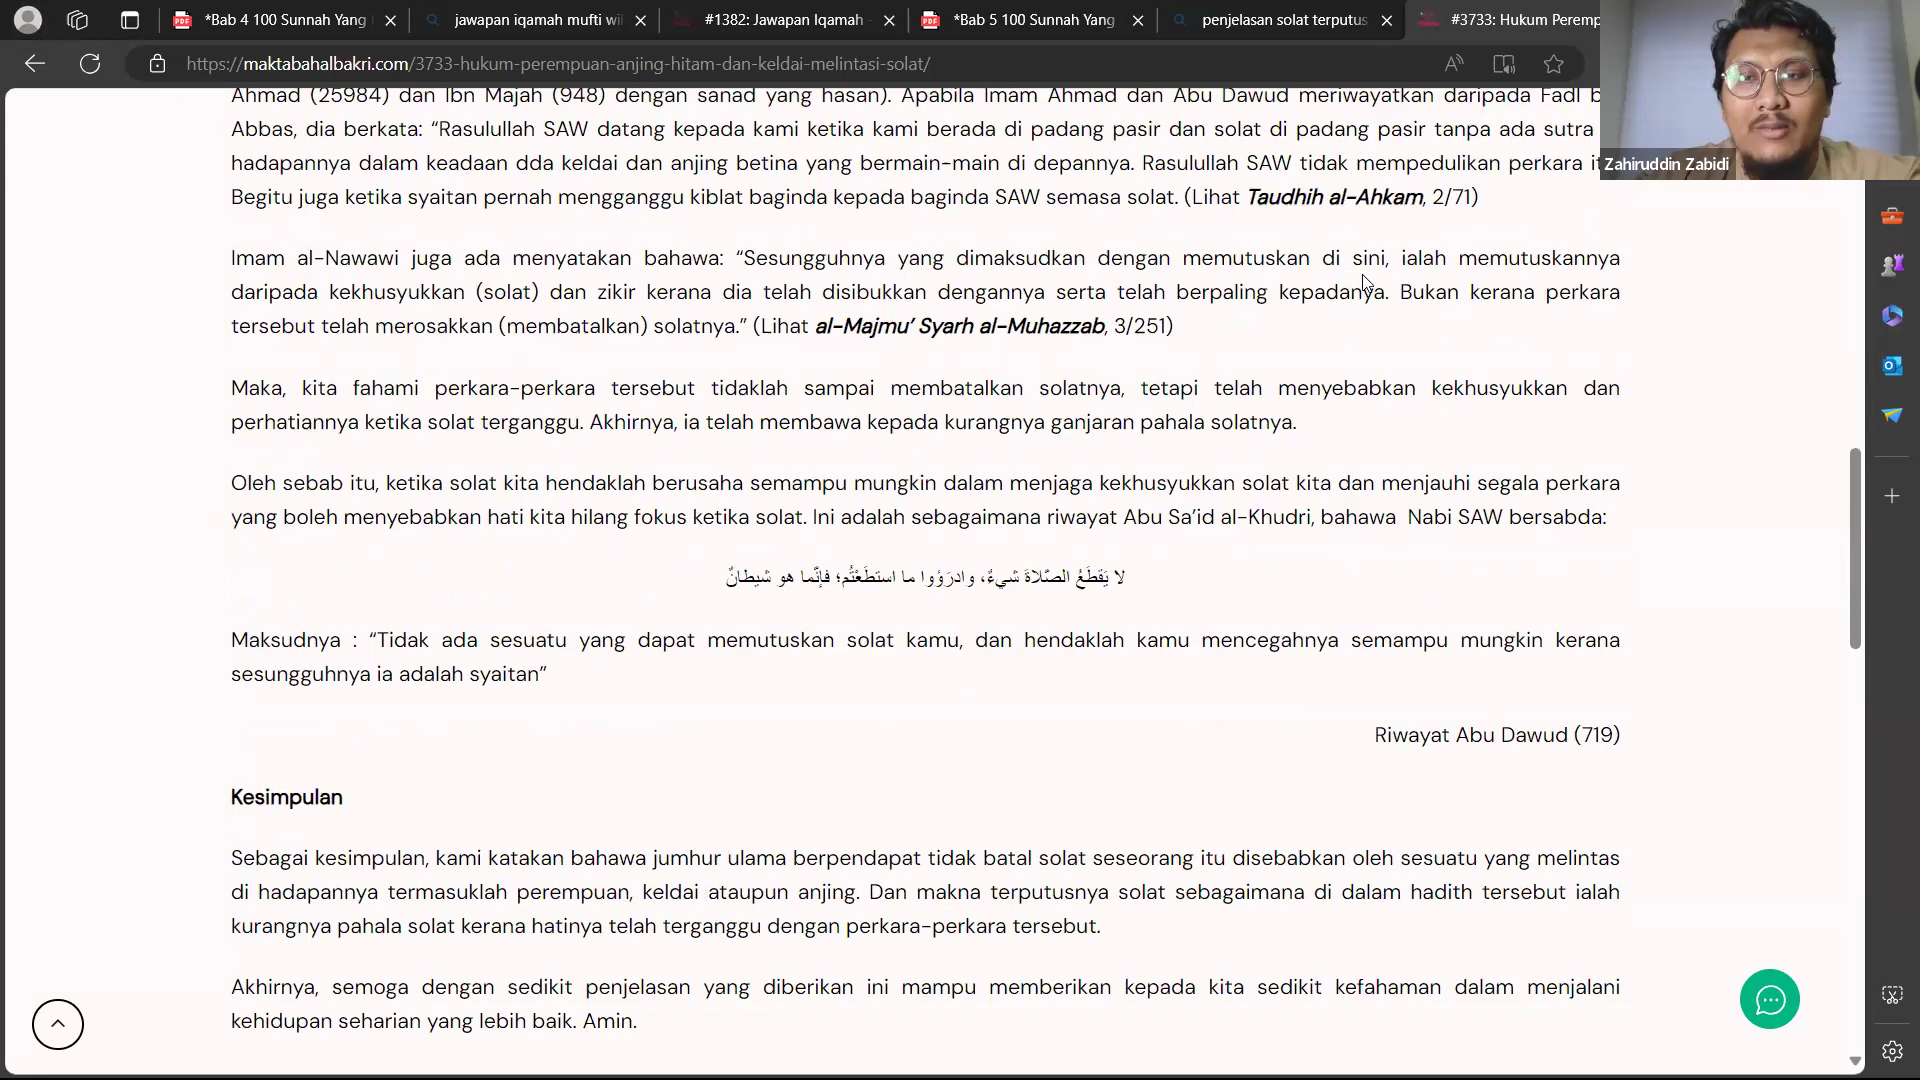 *Bab 4 100 Sunnah Yang
jawapan iqamah mufti wi
#1382: Jawapan Iqamah -
*Bab 5 100 Sunnah Yang
penjelasan solat terputus
#3733: Hukum Peremp
https://maktabahalbakri.com/3733-hukum-perempuan-anjing-hitam-dan-keldai-melintasi-solat/
Zahiruddin Zabidi
Ahmad (25984) dan Ibn Majah (948) dengan sanad yang hasan). Apabila Imam Ahmad dan Abu Dawud meriwayatkan daripada Fadl b
Abbas, dia berkata: “Rasulullah SAW datang kepada kami ketika kami berada di padang pasir dan solat di padang pasir tanpa ada sutra
hadapannya dalam keadaan dda keldai dan anjing betina yang bermain-main di depannya. Rasulullah SAW tidak mempedulikan perkara it
Begitu juga ketika syaitan pernah mengganggu kiblat baginda kepada baginda SAW semasa solat. (Lihat Taudhih al-Ahkam, 2/71)
Imam al-Nawawi juga ada menyatakan bahawa: “Sesungguhnya yang dimaksudkan dengan memutuskan di sini, ialah memutuskannya
daripada kekhusyukkan (solat) dan zikir kerana dia telah disibukkan dengannya serta telah berpaling kepadanya. Bukan kerana perkara
tersebut telah merosakkan (membatalkan) solatnya.” (Lihat al-Majmu’ Syarh al-Muhazzab, 3/251)
Maka, kita fahami perkara-perkara tersebut tidaklah sampai membatalkan solatnya, tetapi telah menyebabkan kekhusyukkan dan
perhatiannya ketika solat terganggu. Akhirnya, ia telah membawa kepada kurangnya ganjaran pahala solatnya.
Oleh sebab itu, ketika solat kita hendaklah berusaha semampu mungkin dalam menjaga kekhusyukkan solat kita dan menjauhi segala perkara
yang boleh menyebabkan hati kita hilang fokus ketika solat. Ini adalah sebagaimana riwayat Abu Sa’id al-Khudri, bahawa Nabi SAW bersabda:
لا يَقطَعُ الصَّلاةَ شيءٌ، وادرَؤوا ما استطَعْتُم؛ فإنَّما هو شيطانٌ
Maksudnya : “Tidak ada sesuatu yang dapat memutuskan solat kamu, dan hendaklah kamu mencegahnya semampu mungkin kerana
sesungguhnya ia adalah syaitan”
Riwayat Abu Dawud (719)
Kesimpulan
Sebagai kesimpulan, kami katakan bahawa jumhur ulama berpendapat tidak batal solat seseorang itu disebabkan oleh sesuatu yang melintas
di hadapannya termasuklah perempuan, keldai ataupun anjing. Dan makna terputusnya solat sebagaimana di dalam hadith tersebut ialah
kurangnya pahala solat kerana hatinya telah terganggu dengan perkara-perkara tersebut.
Akhirnya, semoga dengan sedikit penjelasan yang diberikan ini mampu memberikan kepada kita sedikit kefahaman dalam menjalani
kehidupan seharian yang lebih baik. Amin.